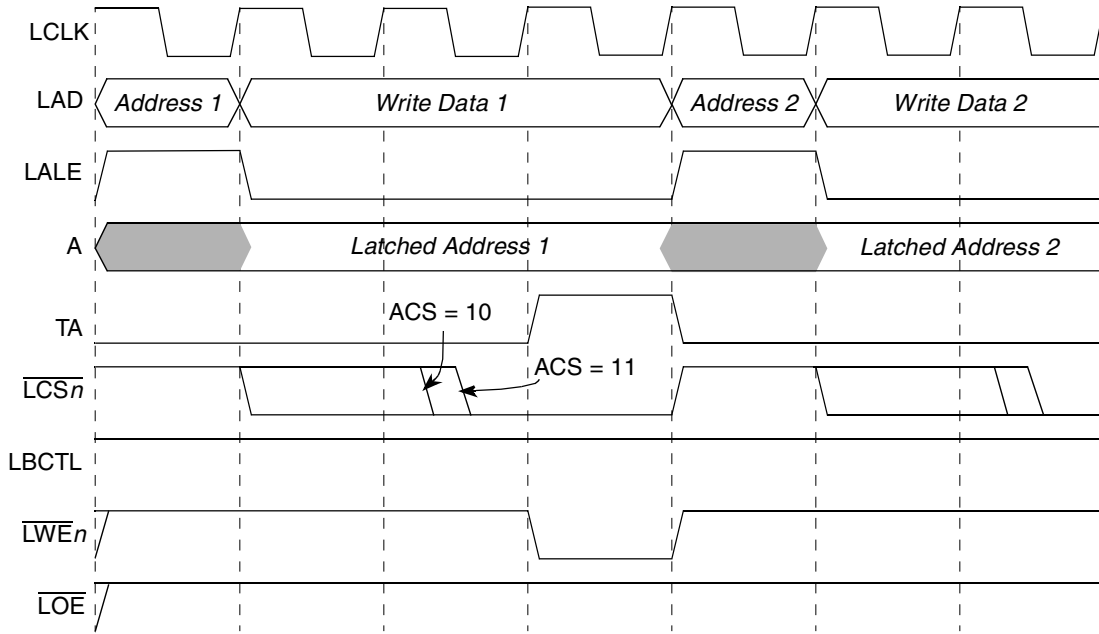 LCLK
LAD Address 1 Write Data 1 Address 2 Write Data 2
LALE
A Latched Address 1 Latched Address 2
ACS = 10
TA
ACS = 11
LCSn
LBCTL
LWEn
LOE